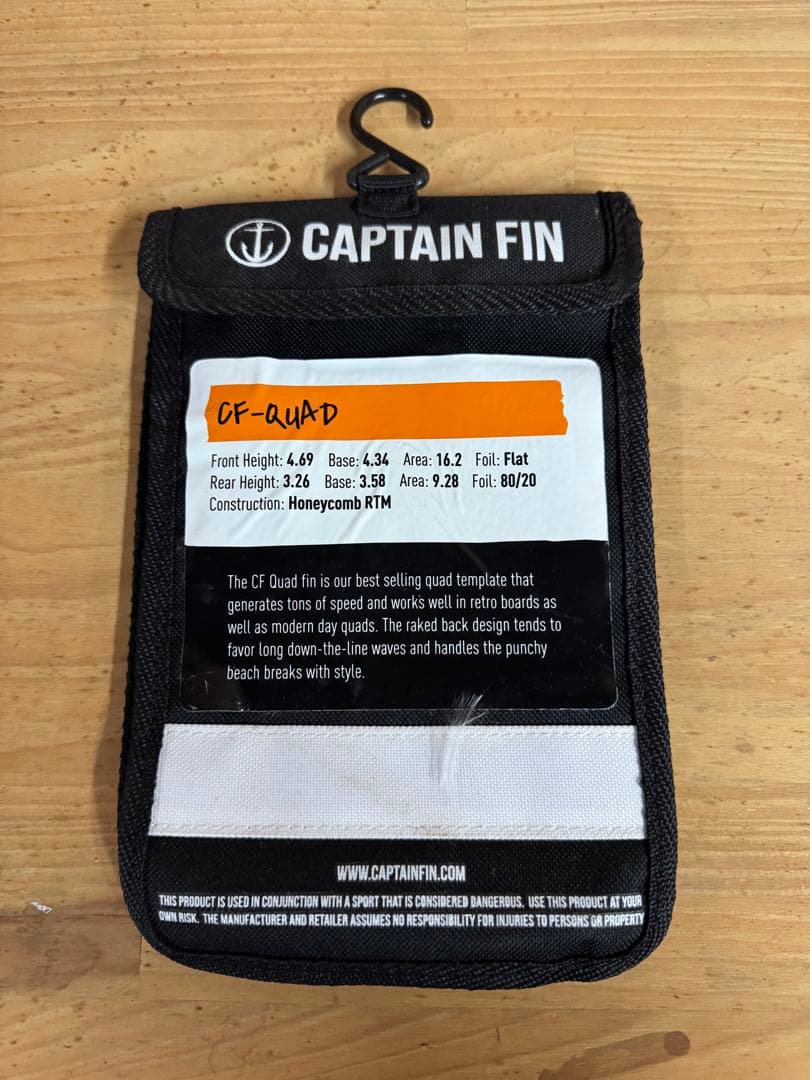 CAPTAIN FIN
CF-QUAD
Front Height: 4.69 Base: 4.34 Area: 16.2 Foil: Flat
Rear Height: 3.26 Base: 3.58 Area: 9.28 Foil: 80/20
Construction: Honeycomb RTM
The CF Quad fin is our best selling quad template that
generates tons of speed and works well in retro boards as
well as modern day quads. The raked back design tends to
favor long down-the-line waves and handles the punchy
beach breaks with style.
WWW.CAPTAINFIN.COM
THIS PRODUCT IS USED IN CONJUNCTION WITH A SPORT THAT IS CONSIDERED DANGEROUS. USE THIS PRODUCT AT YOUR
OWN RISK. THE MANUFACTURER AND RETAILER ASSUMES NO RESPONSIBILITY FOR INJURIES TO PERSONS OR PROPERTY